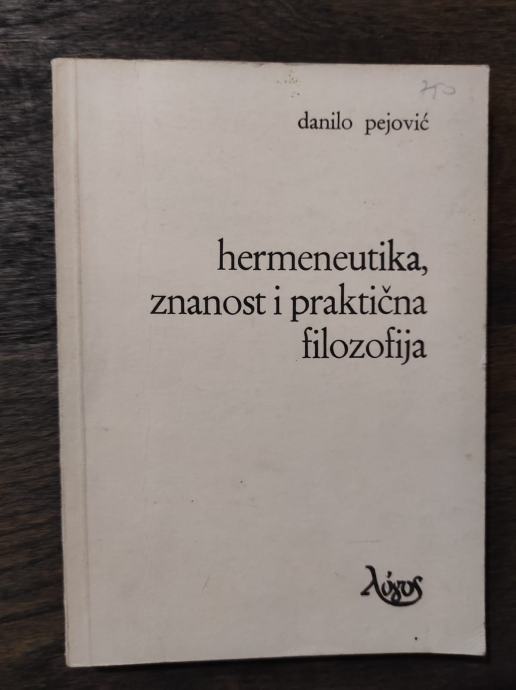 danilo pejović
hermeneutika,
znanost i praktična
filozofija
λόγος